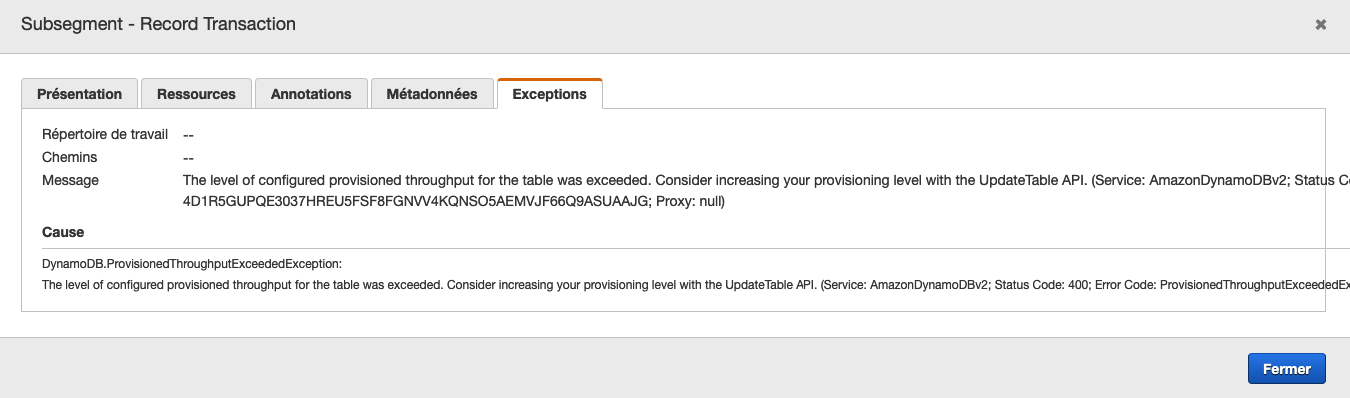 Subsegment - Record Transaction
Présentation Ressources Annotations Métadonnées Exceptions
Répertoire de travail --
Chemins --
Message The level of configured provisioned throughput for the table was exceeded. Consider increasing your provisioning level with the UpdateTable API. (Service: AmazonDynamoDBv2; Status
4D1R5GUPQE3037HREU5FSF8FGNVV4KQNSO5AEMVJF66Q9ASUAAJG; Proxy: null)
Cause
DynamoDB.ProvisionedThroughputExceededException:
The level of configured provisioned throughput for the table was exceeded. Consider increasing your provisioning level with the UpdateTable API. (Service: AmazonDynamoDBv2; Status Code: 400; Error Code: ProvisionedThroughputExceededEx
Fermer